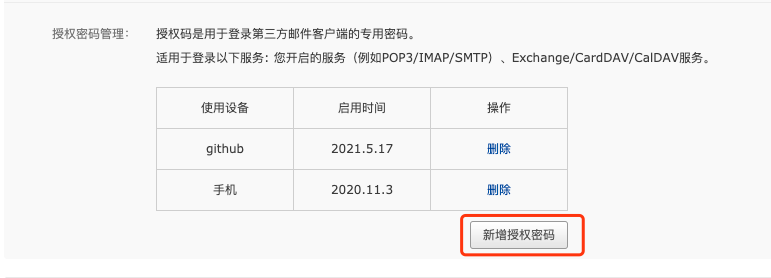 授权密码管理： 授权码是用于登录第三方邮件客户端的专用密码。
适用于登录以下服务：您开启的服务（例如POP3/IMAP/SMTP）、Exchange/CardDAV/CalDAV服务。
使用设备 启用时间 操作
github 2021.5.17 删除
手机 2020.11.3 删除
新增授权密码